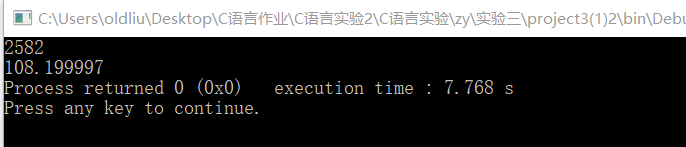 C:\Users\oldliu\Desktop\C语言作业\C语言实验2\C语言实验\zy\实验三\project3(1)2\bin\Debu
2582
108.199997
Process returned 0 (0x0)   execution time : 7.768 s
Press any key to continue.